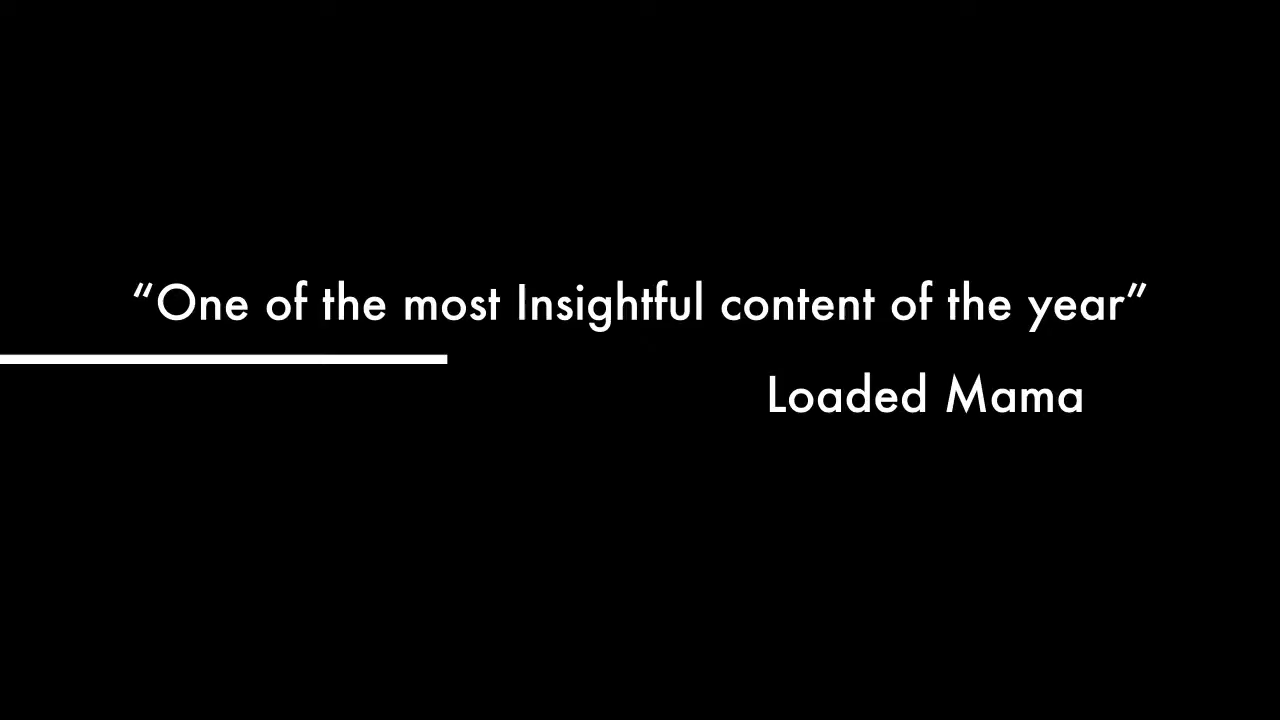 “One of the most Insightful content of the year”
Loaded Mama